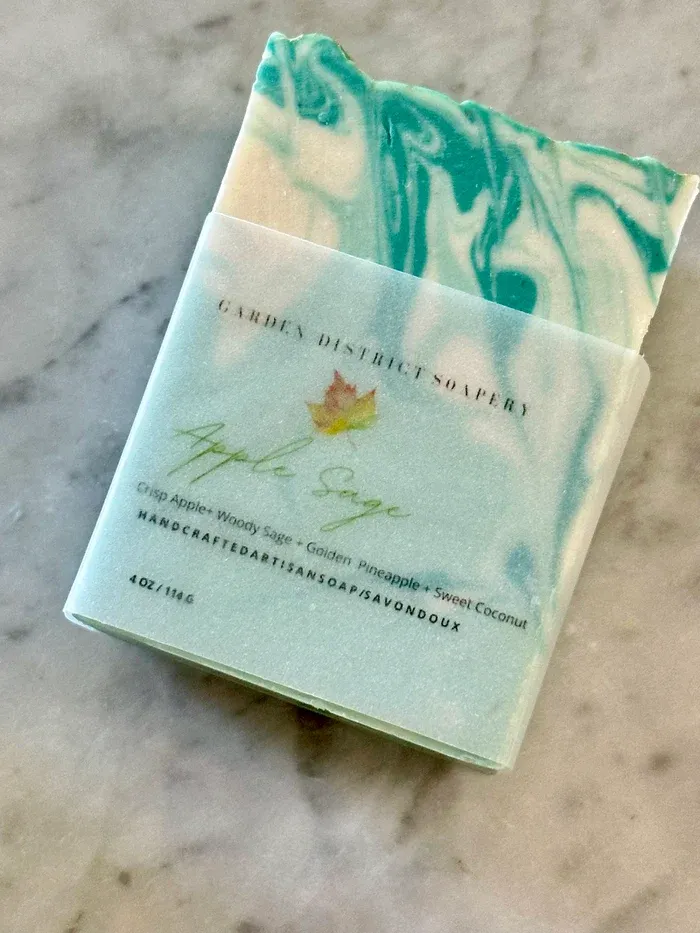 GARDEN DISTRICT SOAPERY
Apple Sage
Crisp Apple+ Woody Sage + Golden Pineapple + Sweet Coconut
HANDCRAFTEDARTISANSOAP/SAVONDOUX
4 OZ / 114 G